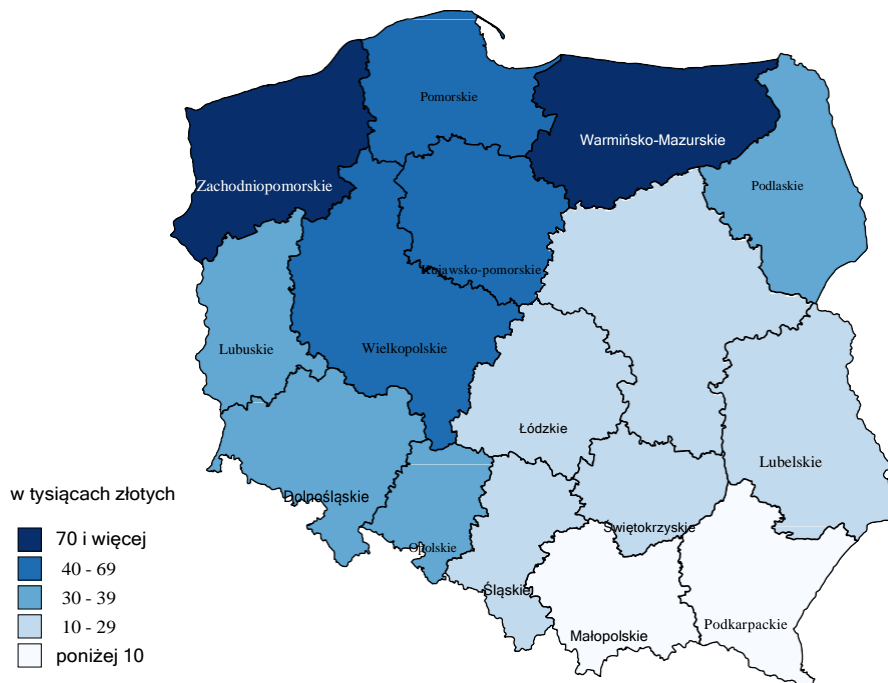 Pomorskie
Warmińsko-Mazurskie
Zachodniopomorskie
Podlaskie
Kujawsko-pomorskie
Lubuskie
Wielkopolskie
Łódzkie
Lubelskie
w tysiącach złotych
Dolnośląskie
Świętokrzyskie
70 i więcej
Opolskie
40 - 69
30 - 39
Śląskie
10 - 29
Podkarpackie
Małopolskie
poniżej 10